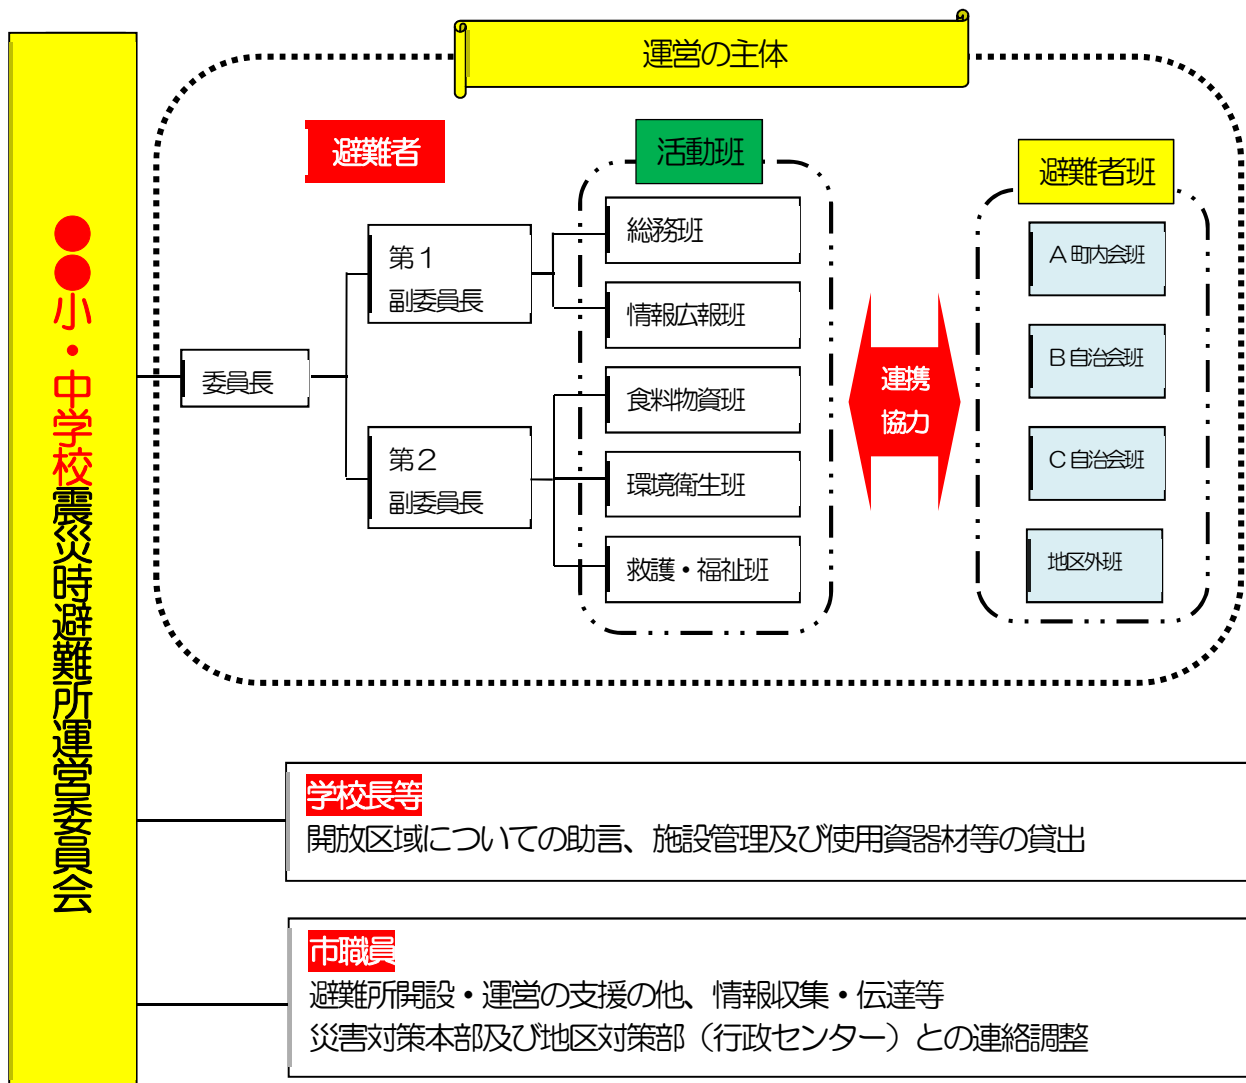 運営の主体
●●小・中学校震災時避難所運営委員会
避難者
活動班
避難者班
委員長
第1
副委員長
第2
副委員長
総務班
情報広報班
食料物資班
環境衛生班
救護・福祉班
連携
協力
A町内会班
B自治会班
C自治会班
地区外班
学校長等
開放区域についての助言、施設管理及び使用資器材等の貸出
市職員
避難所開設・運営の支援の他、情報収集・伝達等
災害対策本部及び地区対策部（行政センター）との連絡調整